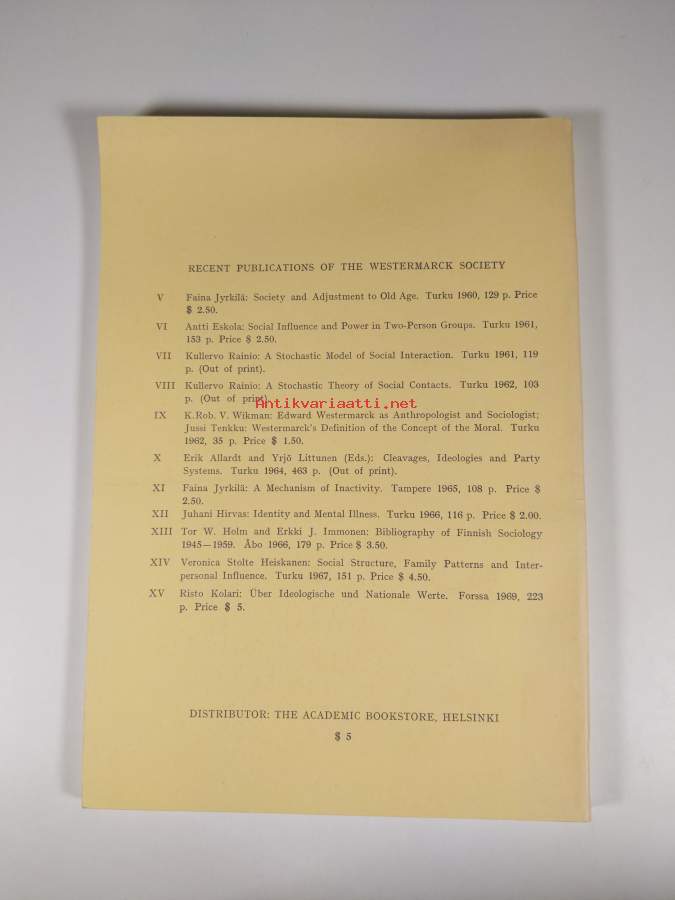 RECENT PUBLICATIONS OF THE WESTERMARCK SOCIETY
V Faina Jyrkilä: Society and Adjustment to Old Age. Turku 1960, 129 p. Price
$ 2.50.
VI Antti Eskola: Social Influence and Power in Two-Person Groups. Turku 1961,
153 p. Price $ 2.50.
VII Kullervo Rainio: A Stochastic Model of Social Interaction. Turku 1961, 119
p. (Out of print).
VIII Kullervo Rainio: A Stochastic Theory of Social Contacts. Turku 1962, 103
p. (Out of print)
Antikvariaatti.net
IX K.Rob. V. Wikman: Edward Westermarck as Anthropologist and Sociologist;
Jussi Tenkku: Westermarck's Definition of the Concept of the Moral. Turku
1962, 35 p. Price $ 1.50.
X Erik Allardt and Yrjö Littunen (Eds.): Cleavages, Ideologies and Party
Systems. Turku 1964, 463 p. (Out of print).
XI Faina Jyrkilä: A Mechanism of Inactivity. Tampere 1965, 108 p. Price $
2.50.
XII Juhani Hirvas: Identity and Mental Illness. Turku 1966, 116 p. Price $ 2.00.
XIII Tor W. Holm and Erkki J. Immonen: Bibliography of Finnish Sociology
1945—1959. Åbo 1966, 179 p. Price $ 3.50.
XIV Veronica Stolte Heiskanen: Social Structure, Family Patterns and Inter-
personal Influence. Turku 1967, 151 p. Price $ 4.50.
XV Risto Kolari: Über Ideologische und Nationale Werte. Forssa 1969, 223
p. Price $ 5.
DISTRIBUTOR: THE ACADEMIC BOOKSTORE, HELSINKI
$ 5